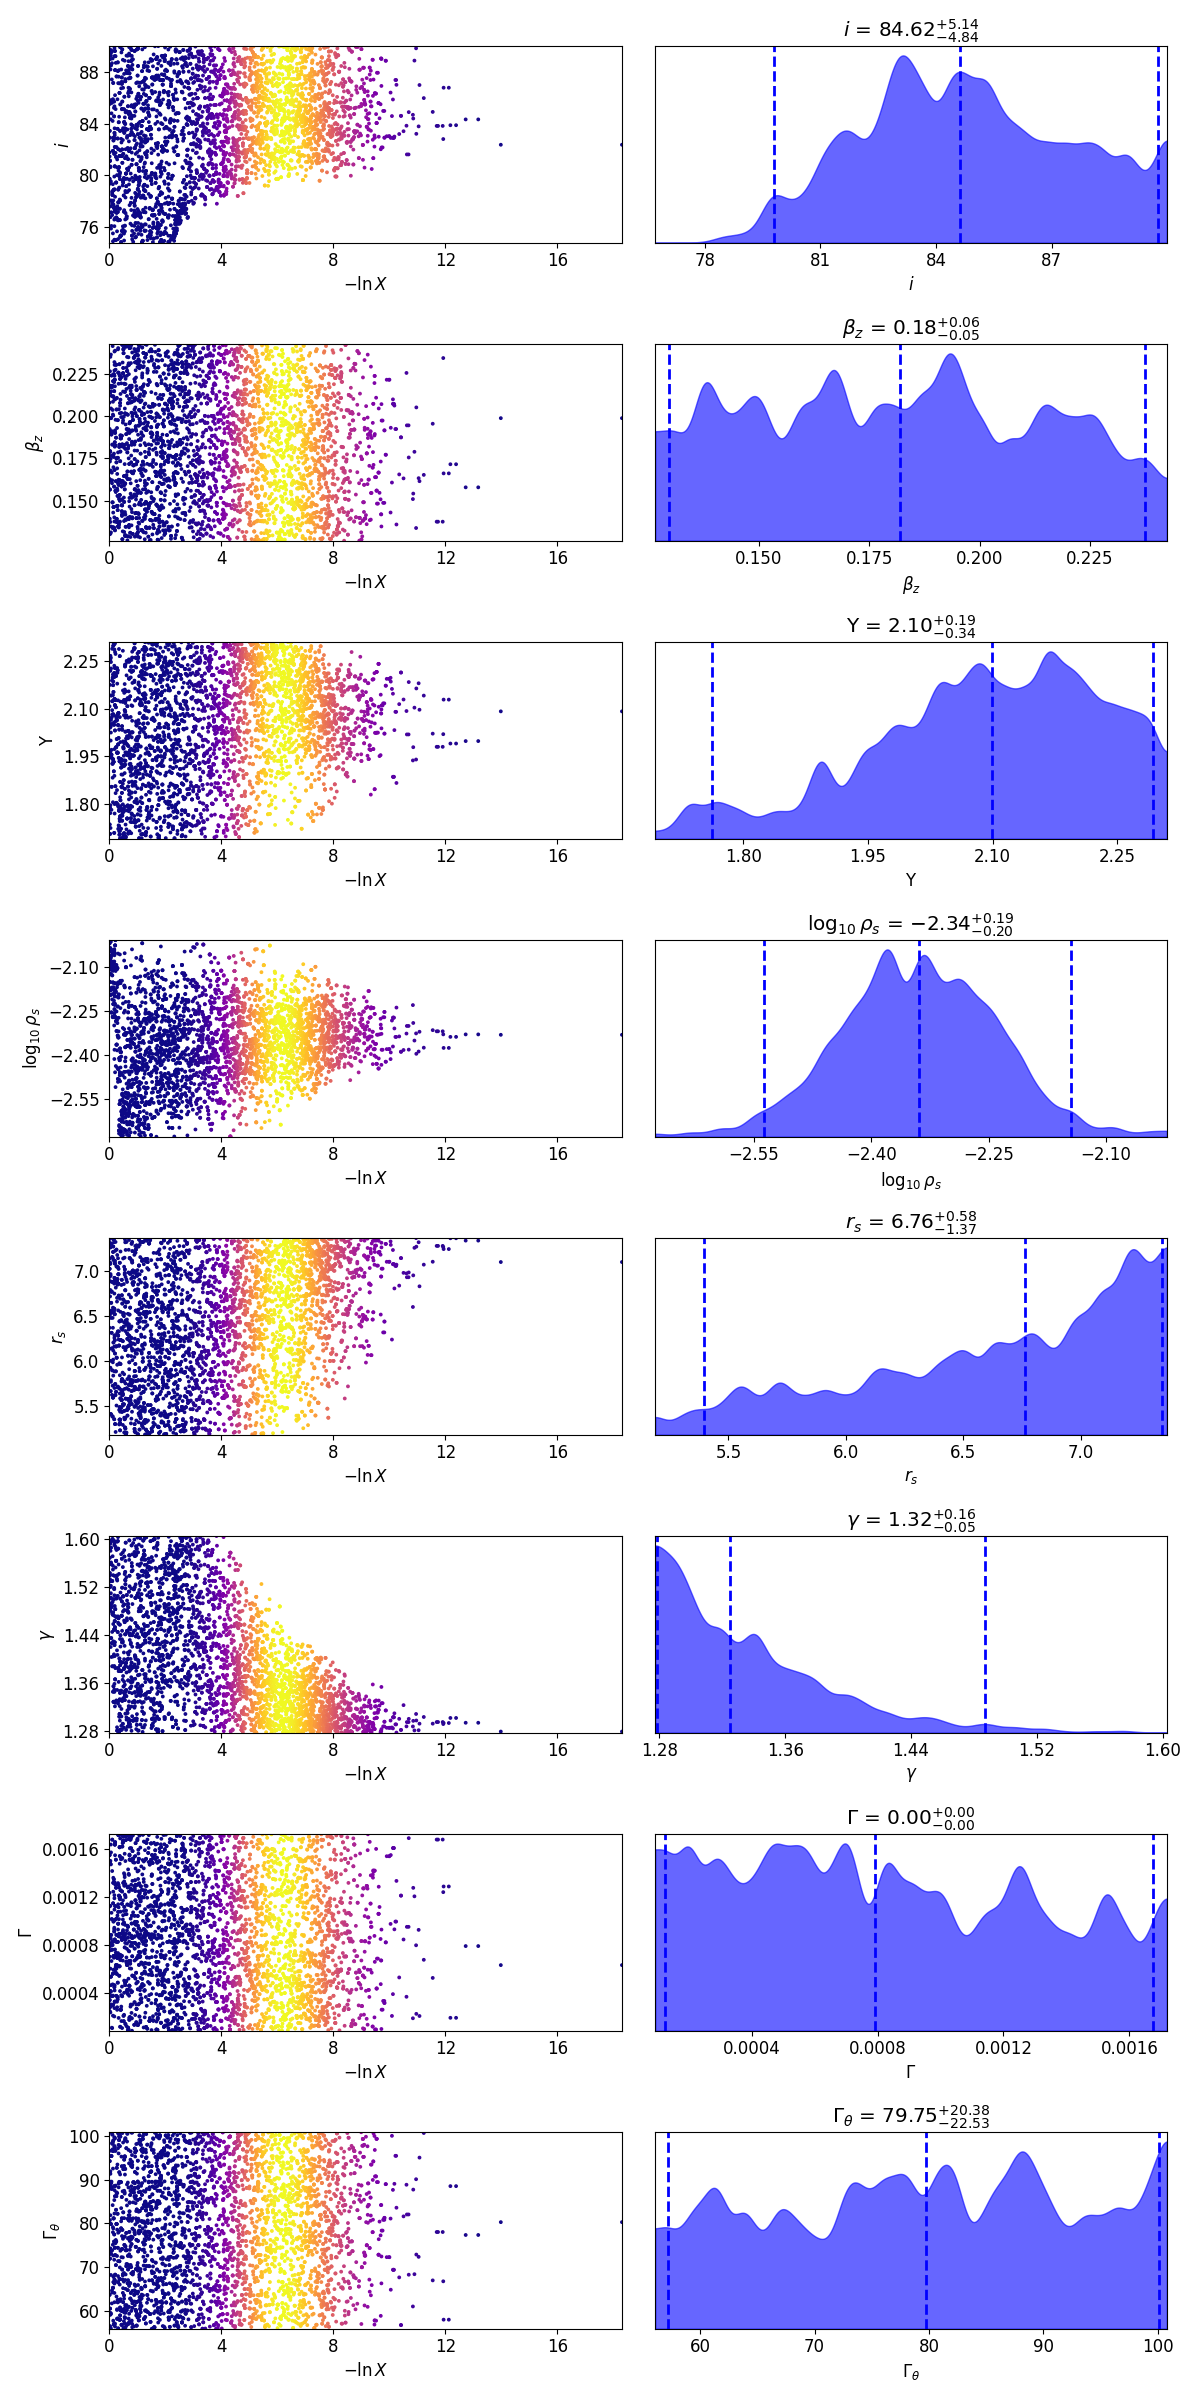 i = 84.62 +5.14 −4.84
88
84
80
76
i
0 4 8 12 16
−ln X
78 81 84 87
i
β_z = 0.18 +0.06 −0.05
0.225
0.200
0.175
0.150
β_z
0 4 8 12 16
−ln X
0.150 0.175 0.200 0.225
β_z
Υ = 2.10 +0.19 −0.34
2.25
2.10
1.95
1.80
Υ
0 4 8 12 16
−ln X
1.80 1.95 2.10 2.25
Υ
log₁₀ ρ_s = −2.34 +0.19 −0.20
−2.10
−2.25
−2.40
−2.55
log₁₀ ρ_s
0 4 8 12 16
−ln X
−2.55 −2.40 −2.25 −2.10
log₁₀ ρ_s
r_s = 6.76 +0.58 −1.37
7.0
6.5
6.0
5.5
r_s
0 4 8 12 16
−ln X
5.5 6.0 6.5 7.0
r_s
γ = 1.32 +0.16 −0.05
1.60
1.52
1.44
1.36
1.28
γ
0 4 8 12 16
−ln X
1.28 1.36 1.44 1.52 1.60
γ
Γ = 0.00 +0.00 −0.00
0.0016
0.0012
0.0008
0.0004
Γ
0 4 8 12 16
−ln X
0.0004 0.0008 0.0012 0.0016
Γ
Γ_θ = 79.75 +20.38 −22.53
100
90
80
70
60
Γ_θ
0 4 8 12 16
−ln X
60 70 80 90 100
Γ_θ